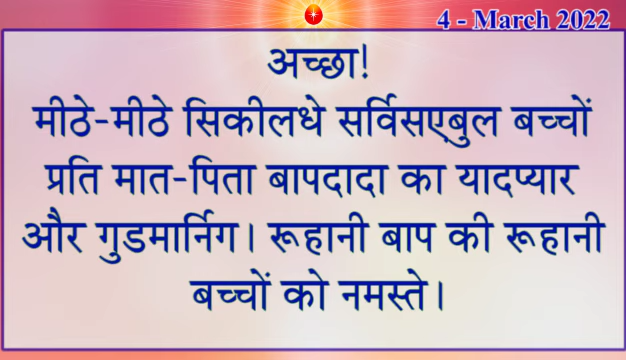 4 - March 2022
अच्छा!
मीठे-मीठे सिकीलधे सर्विसएबुल बच्चों
प्रति मात-पिता बापदादा का यादप्यार
और गुडमार्निग। रूहानी बाप की रूहानी
बच्चों को नमस्ते।